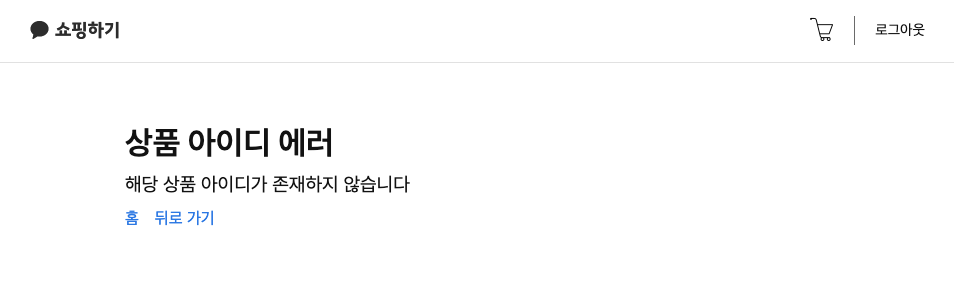 쇼핑하기
로그아웃
상품 아이디 에러
해당 상품 아이디가 존재하지 않습니다
홈 뒤로 가기